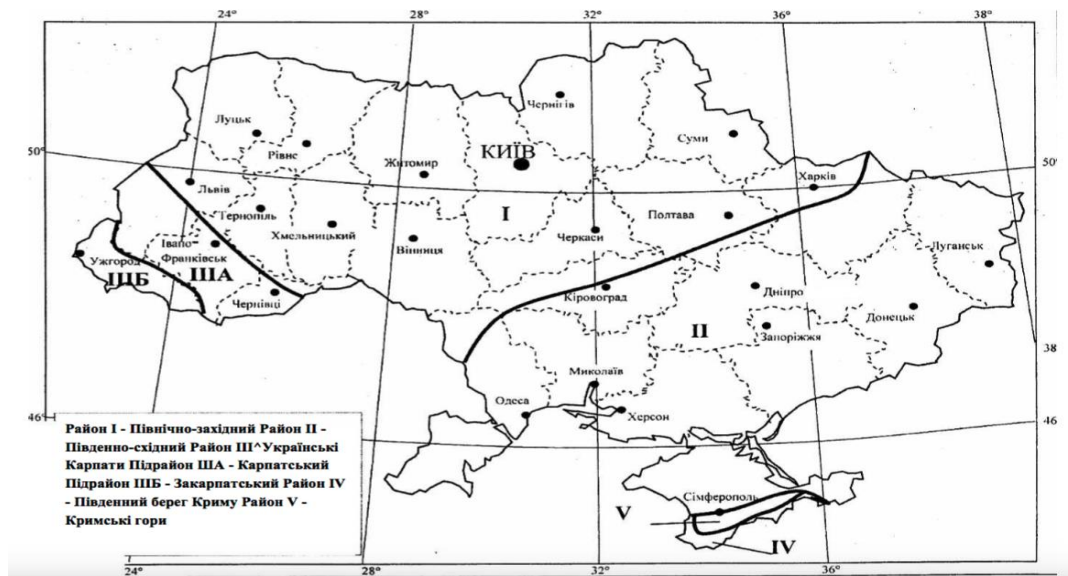 24°
28°
32°
36°
38°
Чернігів
Луцьк
Суми
Рівне
КИЇВ
50°
50°
Житомир
Харків
Львів
Тернопіль
I
Полтава
Хмельницький
Черкаси
Вінниця
Івано-
Франківськ
Луганськ
Ужгород
ШБ
ША
Чернівці
Кіровоград
Дніпро
Донецьк
II
Запоріжжя
38
Миколаїв
Одеса
Херсон
46°
46
Район I - Північно-західний Район II -
Південно-східний Район III^Українські
Карпати Підрайон ША - Карпатський
Підрайон ШБ - Закарпатський Район IV
- Південний берег Криму Район V -
Кримські гори
Сімферополь
V
IV
24°
28°
32°
36°